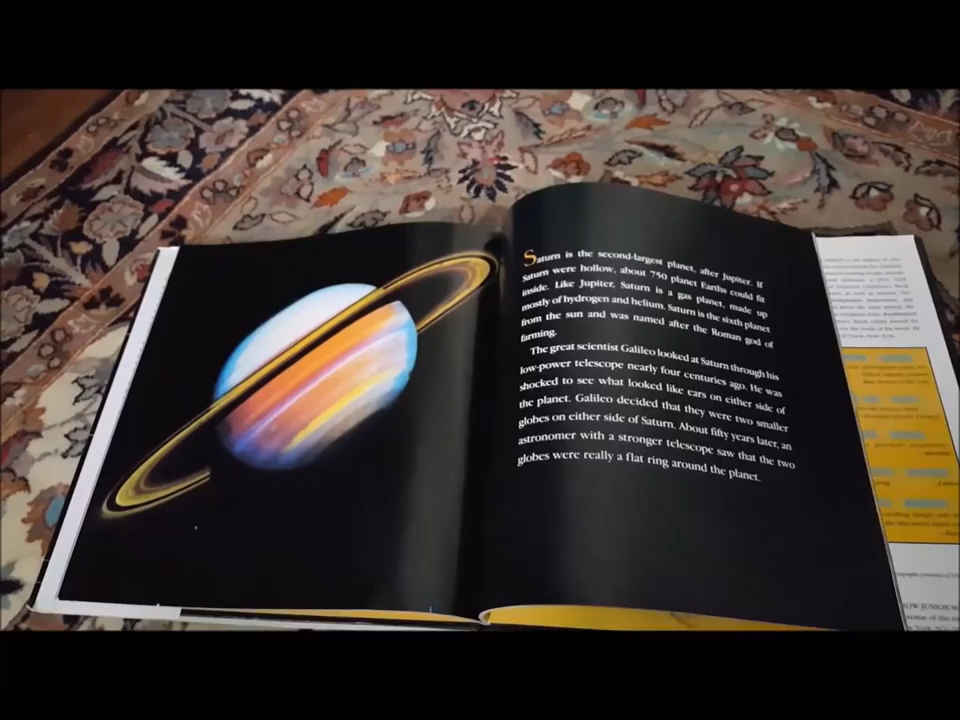 Saturn is the second-largest planet, after Jupiter. If
Saturn were hollow, about 750 planet Earths could fit
inside. Like Jupiter, Saturn is a gas planet, made up
mostly of hydrogen and helium. Saturn is the sixth planet
from the sun and was named after the Roman god of
farming.
The great scientist Galileo looked at Saturn through his
low-power telescope nearly four centuries ago. He was
shocked to see what looked like ears on either side of
the planet. Galileo decided that they were two smaller
globes on either side of Saturn. About fifty years later, an
astronomer with a stronger telescope saw that the two
globes were really a flat ring around the planet.